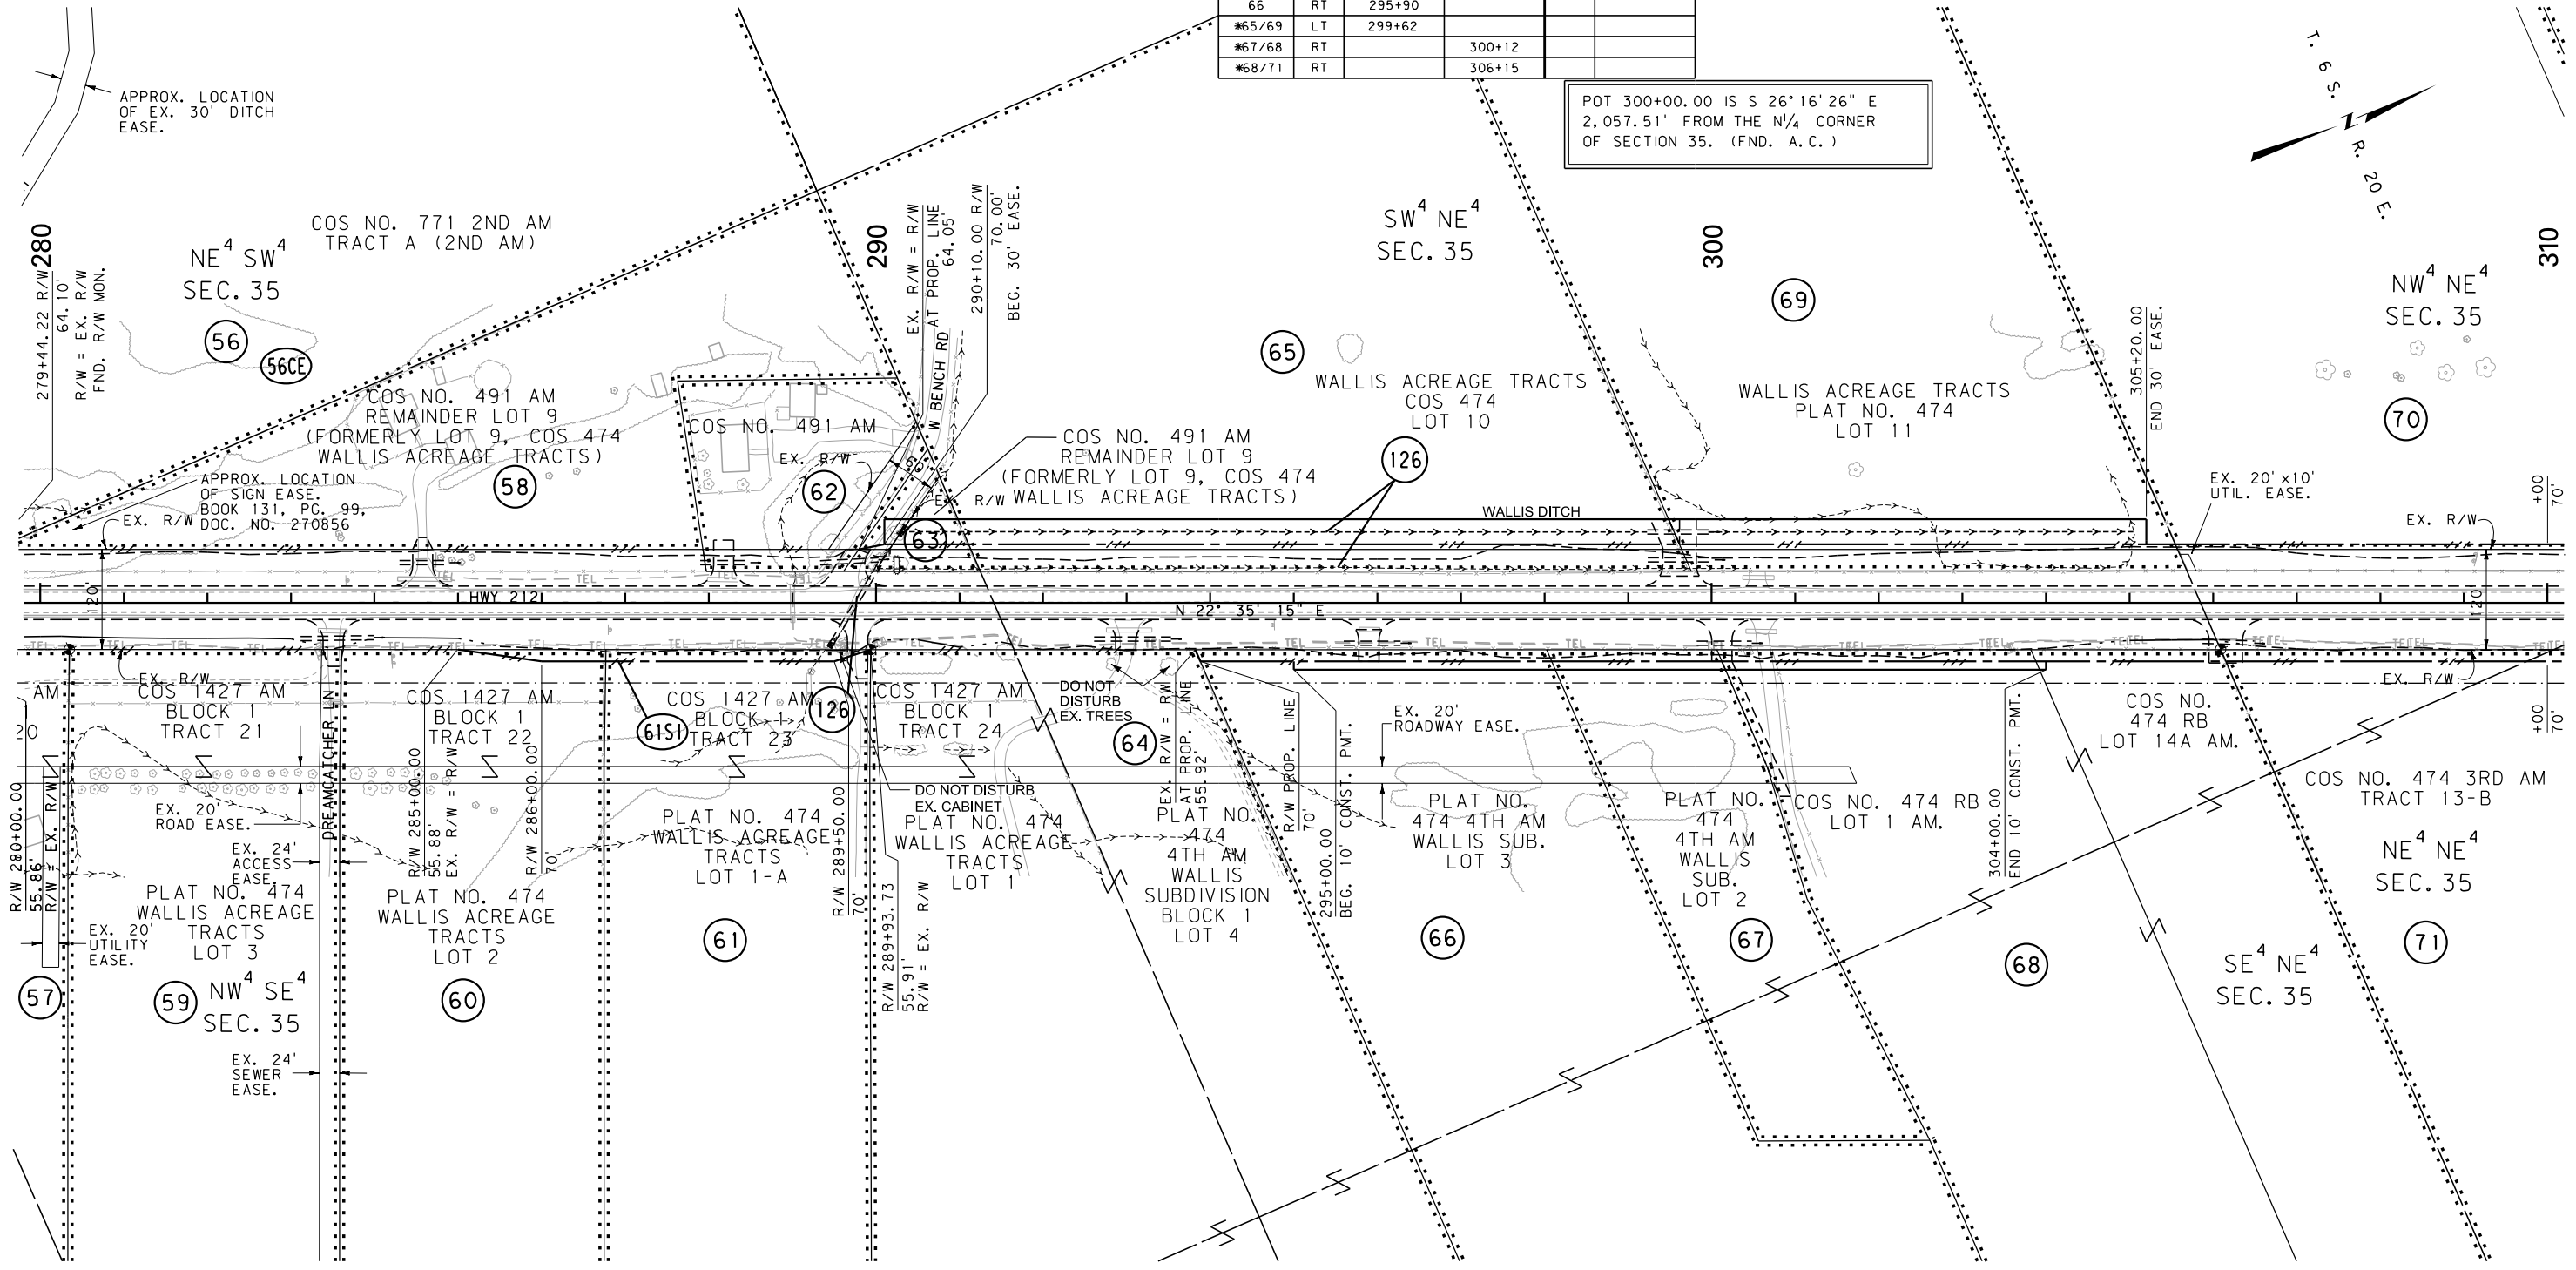 66 RT 295+90
*65/69 LT 299+62
*67/68 RT 300+12
*68/71 RT 306+15
POT 300+00.00 IS S 26°16'26" E
2,057.51' FROM THE N¼ CORNER
OF SECTION 35. (FND. A.C.)
T. 6 S.
R. 20 E.
Z
APPROX. LOCATION
OF EX. 30' DITCH
EASE.
280
290
300
310
COS NO. 771 2ND AM
TRACT A (2ND AM)
NE⁴ SW⁴
SEC. 35
56
56CE
279+44.22 R/W
64.10'
R/W = EX. R/W
FND. R/W MON.
COS NO. 491 AM
REMAINDER LOT 9
(FORMERLY LOT 9, COS 474
WALLIS ACREAGE TRACTS)
58
APPROX. LOCATION
OF SIGN EASE.
BOOK 131, PG. 99,
DOC. NO. 270856
EX. R/W
COS NO. 491 AM
EX. R/W
62
63
W BENCH RD
EX. R/W = R/W
AT PROP. LINE
64.05'
290+10.00 R/W
70.00'
BEG. 30' EASE.
EX. R/W
COS NO. 491 AM
REMAINDER LOT 9
(FORMERLY LOT 9, COS 474
WALLIS ACREAGE TRACTS)
SW⁴ NE⁴
SEC. 35
65
WALLIS ACREAGE TRACTS
COS 474
LOT 10
126
WALLIS DITCH
69
WALLIS ACREAGE TRACTS
PLAT NO. 474
LOT 11
305+20.00
END 30' EASE.
NW⁴ NE⁴
SEC. 35
70
EX. 20'x10'
UTIL. EASE.
EX. R/W
+00
70'
120'
HWY 212
N 22° 35' 15" E
120'
TEL TEL TEL TEL TEL TEL TEL TEL
AM
20
EX. R/W
COS 1427 AM
BLOCK 1
TRACT 21
DREAMCATCHER LN
COS 1427 AM
BLOCK 1
TRACT 22
61S1
COS 1427 AM
BLOCK 1
TRACT 23
126
COS 1427 AM
BLOCK 1
TRACT 24
DO NOT
DISTURB
EX. TREES
64
EX. R/W = R/W
AT PROP. LINE
55.92'
R/W PROP. LINE
70'
295+00.00
BEG. 10' CONST. PMT.
EX. 20'
ROADWAY EASE.
COS NO.
474 RB
LOT 14A AM.
EX. R/W
+00
70'
COS NO. 474 3RD AM
TRACT 13-B
R/W 280+00.00
55.86'
R/W = EX. R/W
EX. 20'
ROAD EASE.
EX. 24'
ACCESS
EASE.
R/W 285+00.00
55.88'
EX. R/W = R/W
R/W 286+00.00
70'
PLAT NO. 474
WALLIS ACREAGE
TRACTS
LOT 1-A
R/W 289+50.00
70'
DO NOT DISTURB
EX. CABINET
PLAT NO. 474
WALLIS ACREAGE
TRACTS
LOT 1
R/W 289+93.73
55.91'
R/W = EX. R/W
PLAT NO.
474
4TH AM
WALLIS
SUBDIVISION
BLOCK 1
LOT 4
PLAT NO.
474 4TH AM
WALLIS SUB.
LOT 3
PLAT NO.
474
4TH AM
WALLIS
SUB.
LOT 2
COS NO. 474 RB
LOT 1 AM.
304+00.00
END 10' CONST. PMT.
NE⁴ NE⁴
SEC. 35
PLAT NO. 474
WALLIS ACREAGE
TRACTS
LOT 3
PLAT NO. 474
WALLIS ACREAGE
TRACTS
LOT 2
EX. 20'
UTILITY
EASE.
57
59
NW⁴ SE⁴
SEC. 35
60
61
66
67
68
SE⁴ NE⁴
SEC. 35
71
EX. 24'
SEWER
EASE.